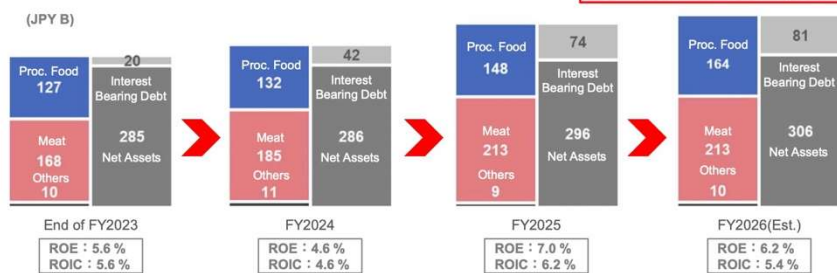 (JPY B)
Proc. Food
127
Meat
168
Others
10
20
Interest
Bearing Debt
285
Net Assets
End of FY2023
ROE：5.6 %
ROIC：5.6 %
Proc. Food
132
Meat
185
Others
11
42
Interest
Bearing Debt
286
Net Assets
FY2024
ROE：4.6 %
ROIC：4.6 %
Proc. Food
148
Meat
213
Others
9
74
Interest
Bearing Debt
296
Net Assets
FY2025
ROE：7.0 %
ROIC：6.2 %
Proc. Food
164
Meat
213
Others
10
81
Interest
Bearing Debt
306
Net Assets
FY2026(Est.)
ROE：6.2 %
ROIC：5.4 %